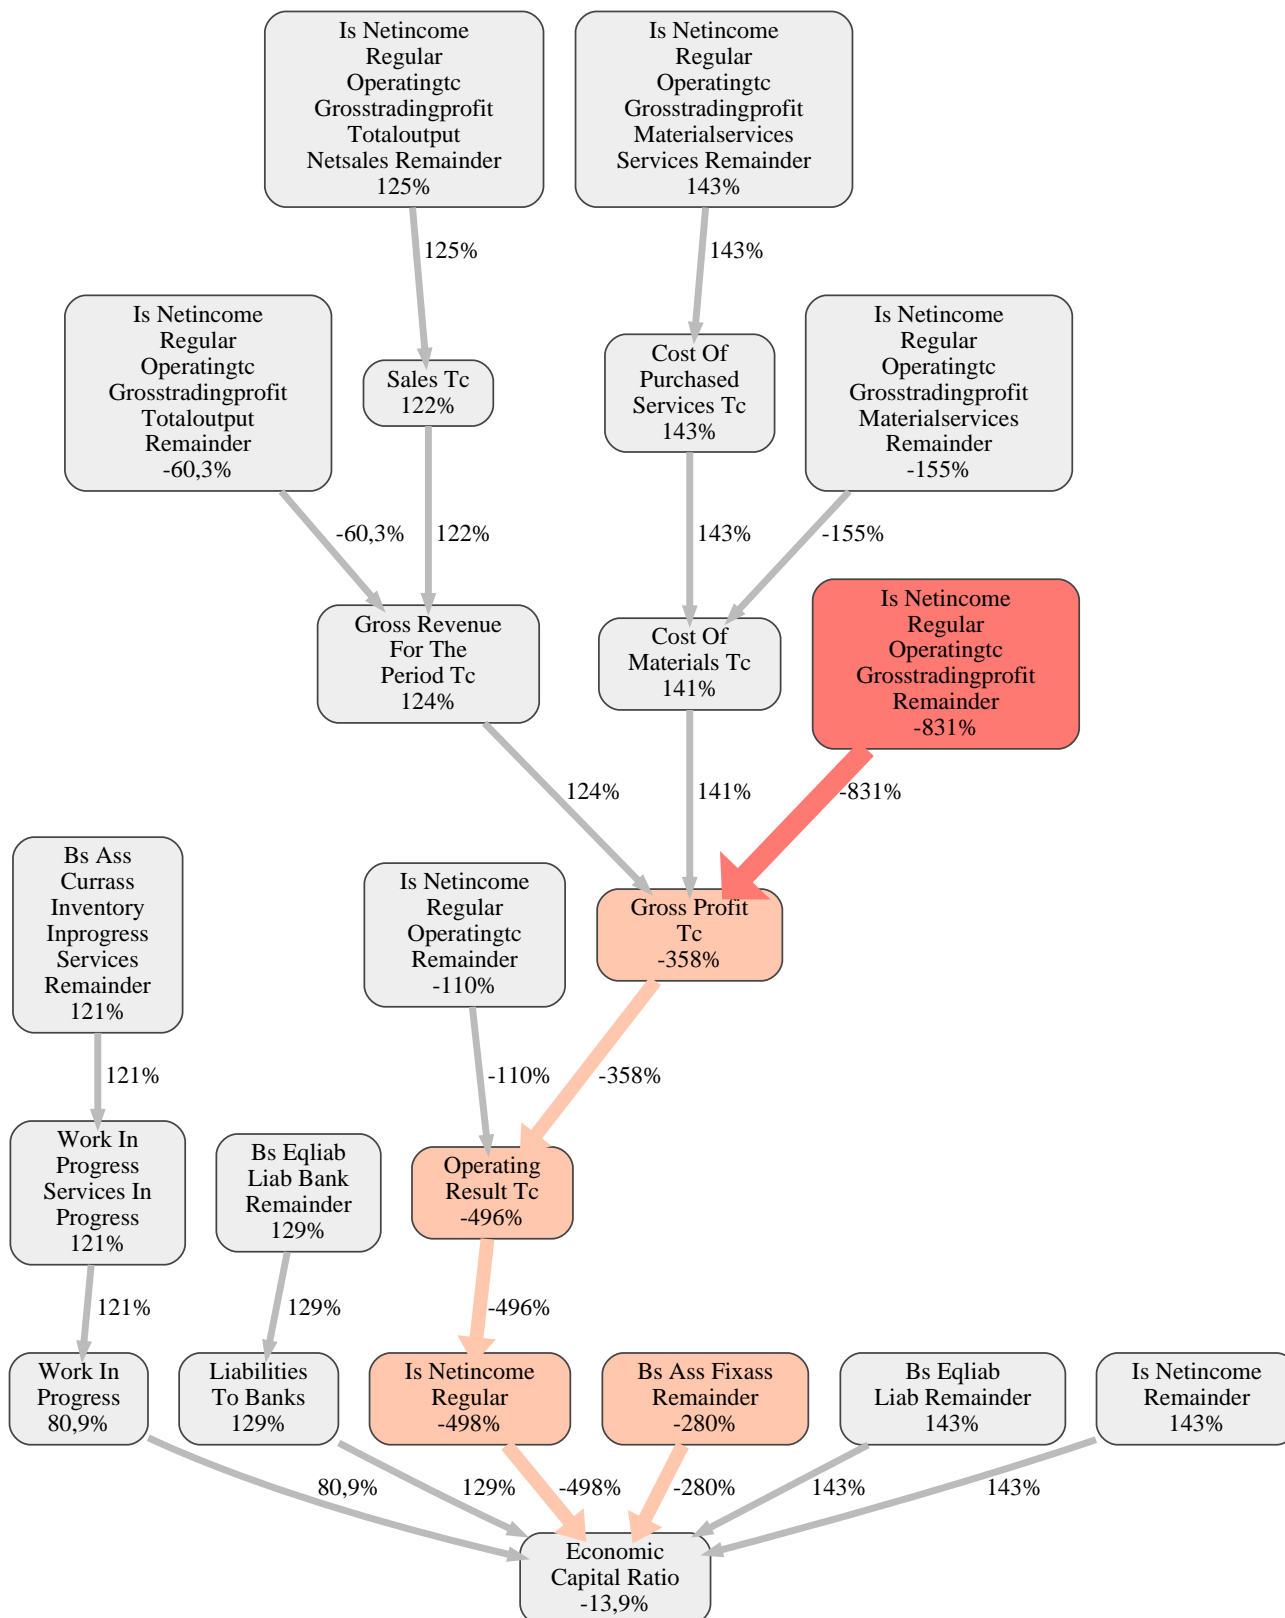 Is Netincome
Regular
Operatingtc
Grosstradingprofit
Totaloutput
Netsales Remainder
125%
Is Netincome
Regular
Operatingtc
Grosstradingprofit
Materialservices
Services Remainder
143%
125%
143%
Is Netincome
Regular
Operatingtc
Grosstradingprofit
Totaloutput
Remainder
-60,3%
Sales Tc
122%
Cost Of
Purchased
Services Tc
143%
Is Netincome
Regular
Operatingtc
Grosstradingprofit
Materialservices
Remainder
-155%
-60,3%
122%
143%
-155%
Gross Revenue
For The
Period Tc
124%
Cost Of
Materials Tc
141%
Is Netincome
Regular
Operatingtc
Grosstradingprofit
Remainder
-831%
124%
141%
-831%
Bs Ass
Currass
Inventory
Inprogress
Services
Remainder
121%
Is Netincome
Regular
Operatingtc
Remainder
-110%
Gross Profit
Tc
-358%
121%
-110%
-358%
Work In
Progress
Services In
Progress
121%
Bs Eqliab
Liab Bank
Remainder
129%
Operating
Result Tc
-496%
121%
129%
-496%
Work In
Progress
80,9%
Liabilities
To Banks
129%
Is Netincome
Regular
-498%
Bs Ass Fixass
Remainder
-280%
Bs Eqliab
Liab Remainder
143%
Is Netincome
Remainder
143%
80,9%
129%
-498%
-280%
143%
143%
Economic
Capital Ratio
-13,9%